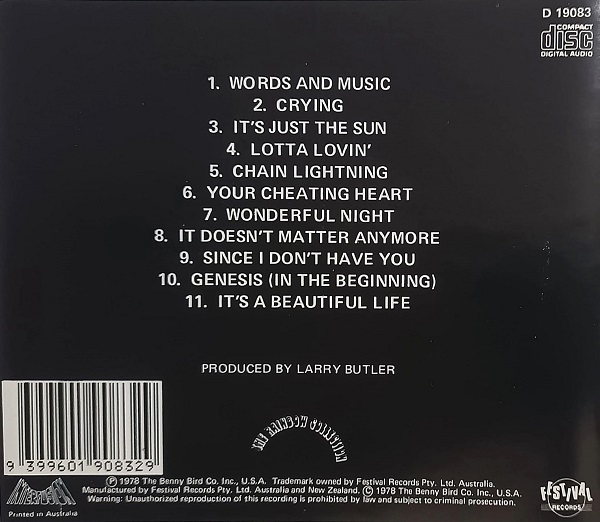 D 19083
COMPACT
disc
DIGITAL AUDIO
1. WORDS AND MUSIC
2. CRYING
3. IT'S JUST THE SUN
4. LOTTA LOVIN'
5. CHAIN LIGHTNING
6. YOUR CHEATING HEART
7. WONDERFUL NIGHT
8. IT DOESN'T MATTER ANYMORE
9. SINCE I DON'T HAVE YOU
10. GENESIS (IN THE BEGINNING)
11. IT'S A BEAUTIFUL LIFE
PRODUCED BY LARRY BUTLER
THE RAINBOW COLLECTION
9 399601 908329
INTERFUSION
Printed in Australia
Ⓟ 1978 The Benny Bird Co. Inc., U.S.A. Trademark owned by Festival Records Pty. Ltd. Australia.
Manufactured by Festival Records Pty. Ltd. Australia and New Zealand. Ⓒ 1978 The Benny Bird Co. Inc., U.S.A.
Warning: Unauthorized reproduction of this recording is prohibited by law and subject to criminal prosecution.
FESTIVAL
RECORDS